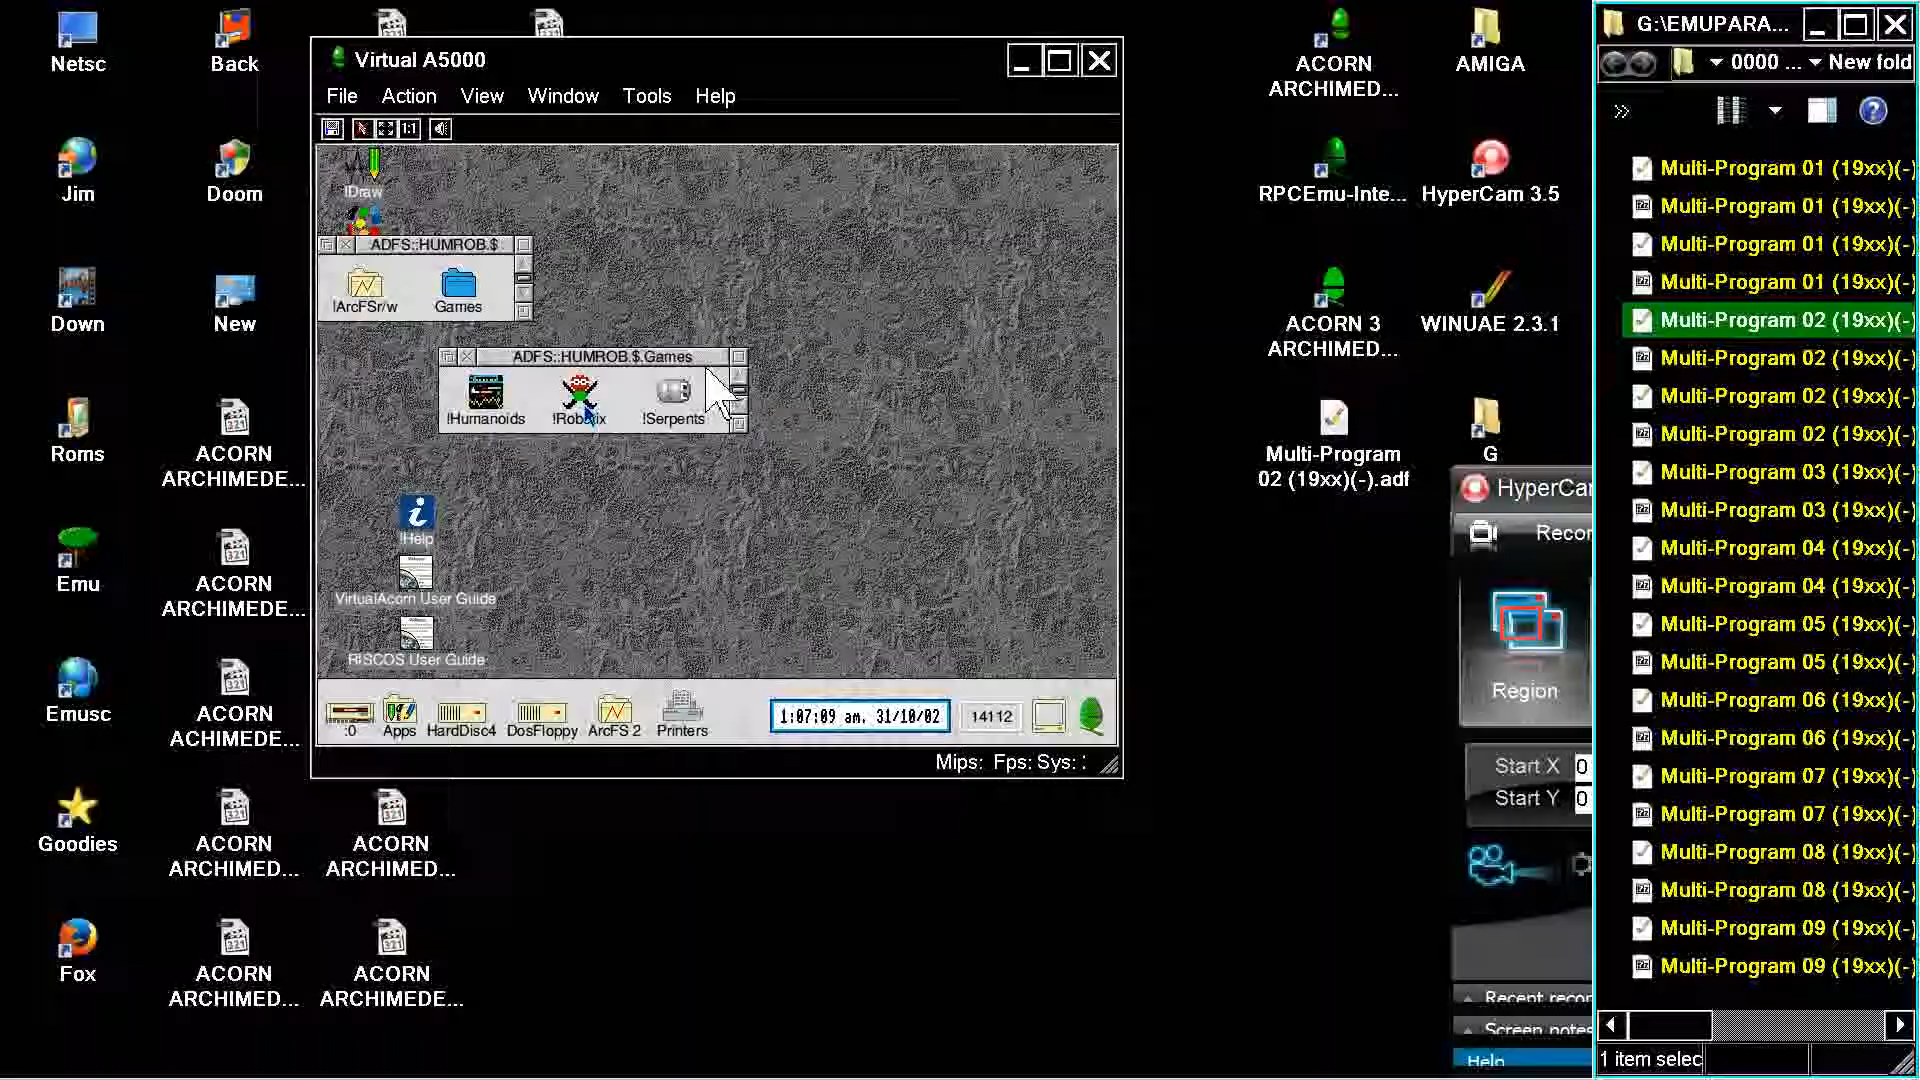 Netsc
Back
Jim
Doom
Down
New
Roms
ACORN
ARCHIMEDE...
Emu
ACORN
ARCHIMEDE...
Emusc
ACORN
ACHIMEDE...
Goodies
ACORN
ARCHIMED...
ACORN
ARCHIMED...
Fox
ACORN
ARCHIMED...
ACORN
ARCHIMEDE...
Virtual A5000
File Action View Window Tools Help
1:1
!Draw
ADFS::HUMROB.$
!ArcFSr/w Games
ADFS::HUMROB.$.Games
!Humanoids !Robotix !Serpents
!Help
VirtualAcorn User Guide
RISCOS User Guide
:0 Apps HardDisc4 DosFloppy ArcFS 2 Printers
1:07:09 am. 31/10/02
14112
Mips: Fps: Sys:
ACORN
ARCHIMED...
AMIGA
RPCEmu-Inte...
HyperCam 3.5
ACORN 3
ARCHIMED...
WINUAE 2.3.1
Multi-Program
02 (19xx)(-).adf
G
HyperCa
Recor
Region
Start X 0
Start Y 0
Recent recor
Screen notes
Help
G:\EMUPARA...
0000 ... New fold
Multi-Program 01 (19xx)(-)
Multi-Program 01 (19xx)(-)
Multi-Program 01 (19xx)(-)
Multi-Program 01 (19xx)(-)
Multi-Program 02 (19xx)(-)
Multi-Program 02 (19xx)(-)
Multi-Program 02 (19xx)(-)
Multi-Program 02 (19xx)(-)
Multi-Program 03 (19xx)(-)
Multi-Program 03 (19xx)(-)
Multi-Program 04 (19xx)(-)
Multi-Program 04 (19xx)(-)
Multi-Program 05 (19xx)(-)
Multi-Program 05 (19xx)(-)
Multi-Program 06 (19xx)(-)
Multi-Program 06 (19xx)(-)
Multi-Program 07 (19xx)(-)
Multi-Program 07 (19xx)(-)
Multi-Program 08 (19xx)(-)
Multi-Program 08 (19xx)(-)
Multi-Program 09 (19xx)(-)
Multi-Program 09 (19xx)(-)
1 item selec